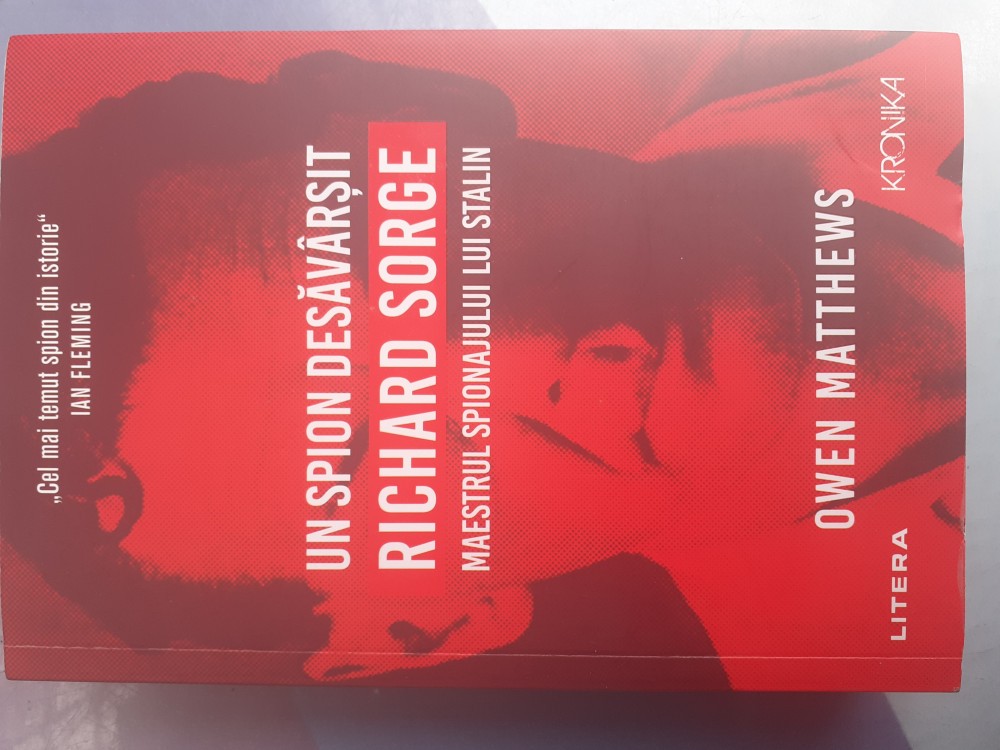 „Cel mai temut spion din istorie“
IAN FLEMING
UN SPION DESĂVÂRȘIT
RICHARD SORGE
MAESTRUL SPIONAJULUI LUI STALIN
OWEN MATTHEWS
LITERA
KRONIKA